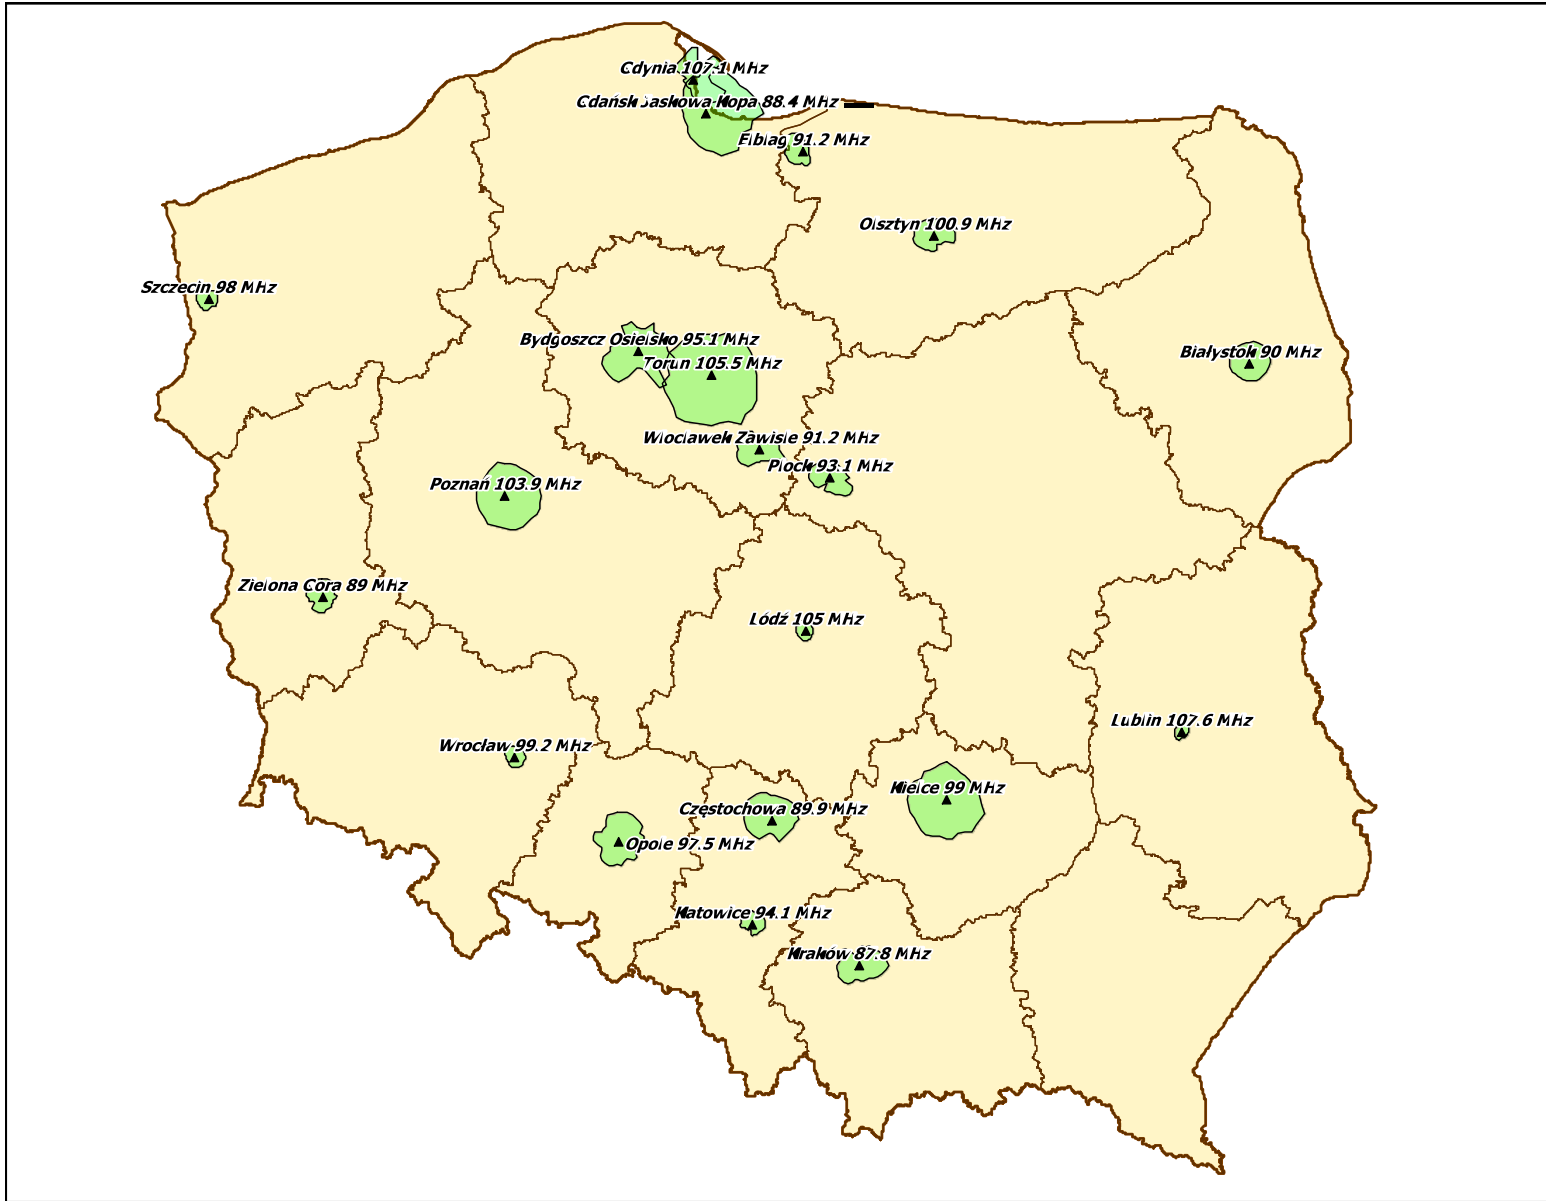 Gdynia 107.1 MHz
Gdańsk Jaśkowa Kopa 88.4 MHz
Elbląg 91.2 MHz
Olsztyn 100.9 MHz
Szczecin 98 MHz
Bydgoszcz Osielsko 95.1 MHz
Białystok 90 MHz
Toruń 105.5 MHz
Włocławek Zawiśle 91.2 MHz
Płock 93.1 MHz
Poznań 103.9 MHz
Zielona Góra 89 MHz
Łódź 105 MHz
Lublin 107.6 MHz
Wrocław 99.2 MHz
Kielce 99 MHz
Częstochowa 89.9 MHz
Opole 97.5 MHz
Katowice 94.1 MHz
Kraków 87.8 MHz